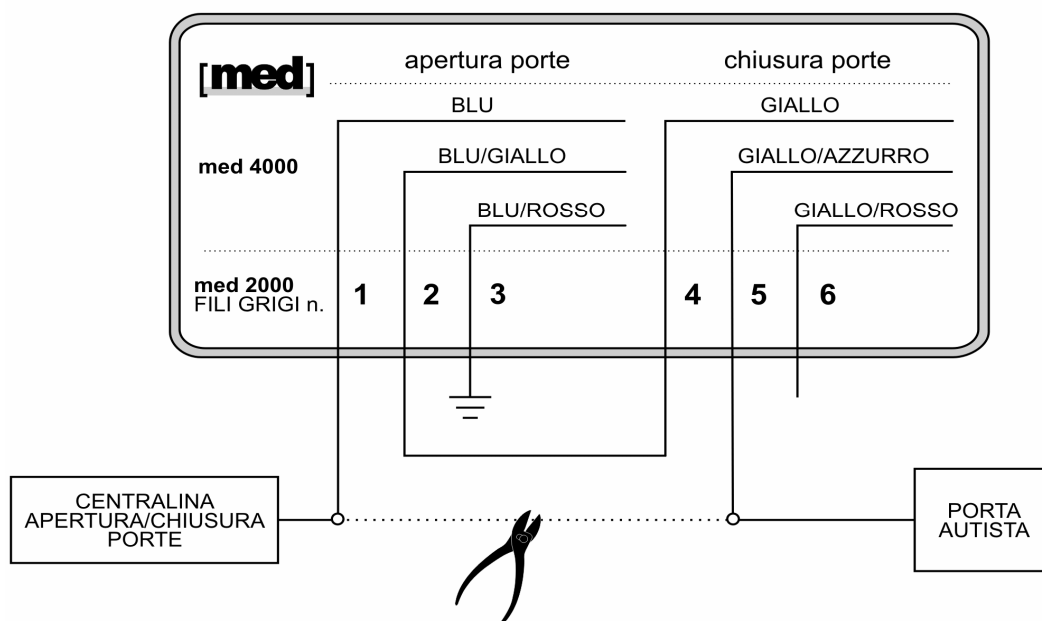 [med]
apertura porte
chiusura porte
BLU
GIALLO
med 4000
BLU/GIALLO
GIALLO/AZZURRO
BLU/ROSSO
GIALLO/ROSSO
med 2000
FILI GRIGI n.
1 2 3 4 5 6
CENTRALINA
APERTURA/CHIUSURA
PORTE
PORTA
AUTISTA